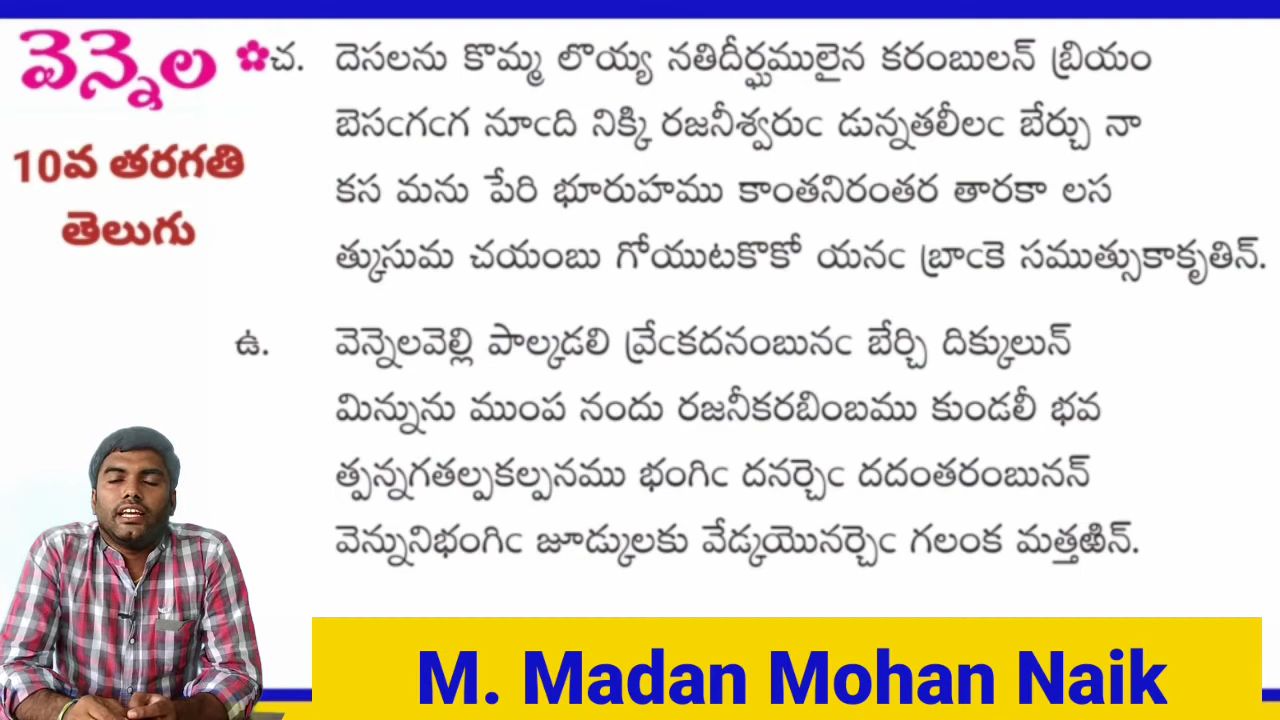 వెన్నెల
10వ తరగతి
తెలుగు
✿చ. దెసలను కొమ్మ లొయ్య నతిదీర్ఘములైన కరంబులన్ బ్రియం
బెసఁగఁగ నూఁది నిక్కి రజనీశ్వరుఁ డున్నతలీలఁ బేర్చు నా
కస మను పేరి భూరుహము కాంతనిరంతర తారకా లస
త్కుసుమ చయంబు గోయుటకొకో యనఁ బ్రాఁకె సముత్సుకాకృతిన్.
ఉ. వెన్నెలవెల్లి పాల్కడలి వ్రేఁకదనంబునఁ బేర్చి దిక్కులున్
మిన్నును ముంప నందు రజనీకరబింబము కుండలీ భవ
త్పన్నగతల్పకల్పనము భంగిఁ దనర్చెఁ దదంతరంబునన్
వెన్నునిభంగిఁ జూడ్కులకు వేడ్కయొనర్చెఁ గలంక మత్తఱిన్.
M. Madan Mohan Naik